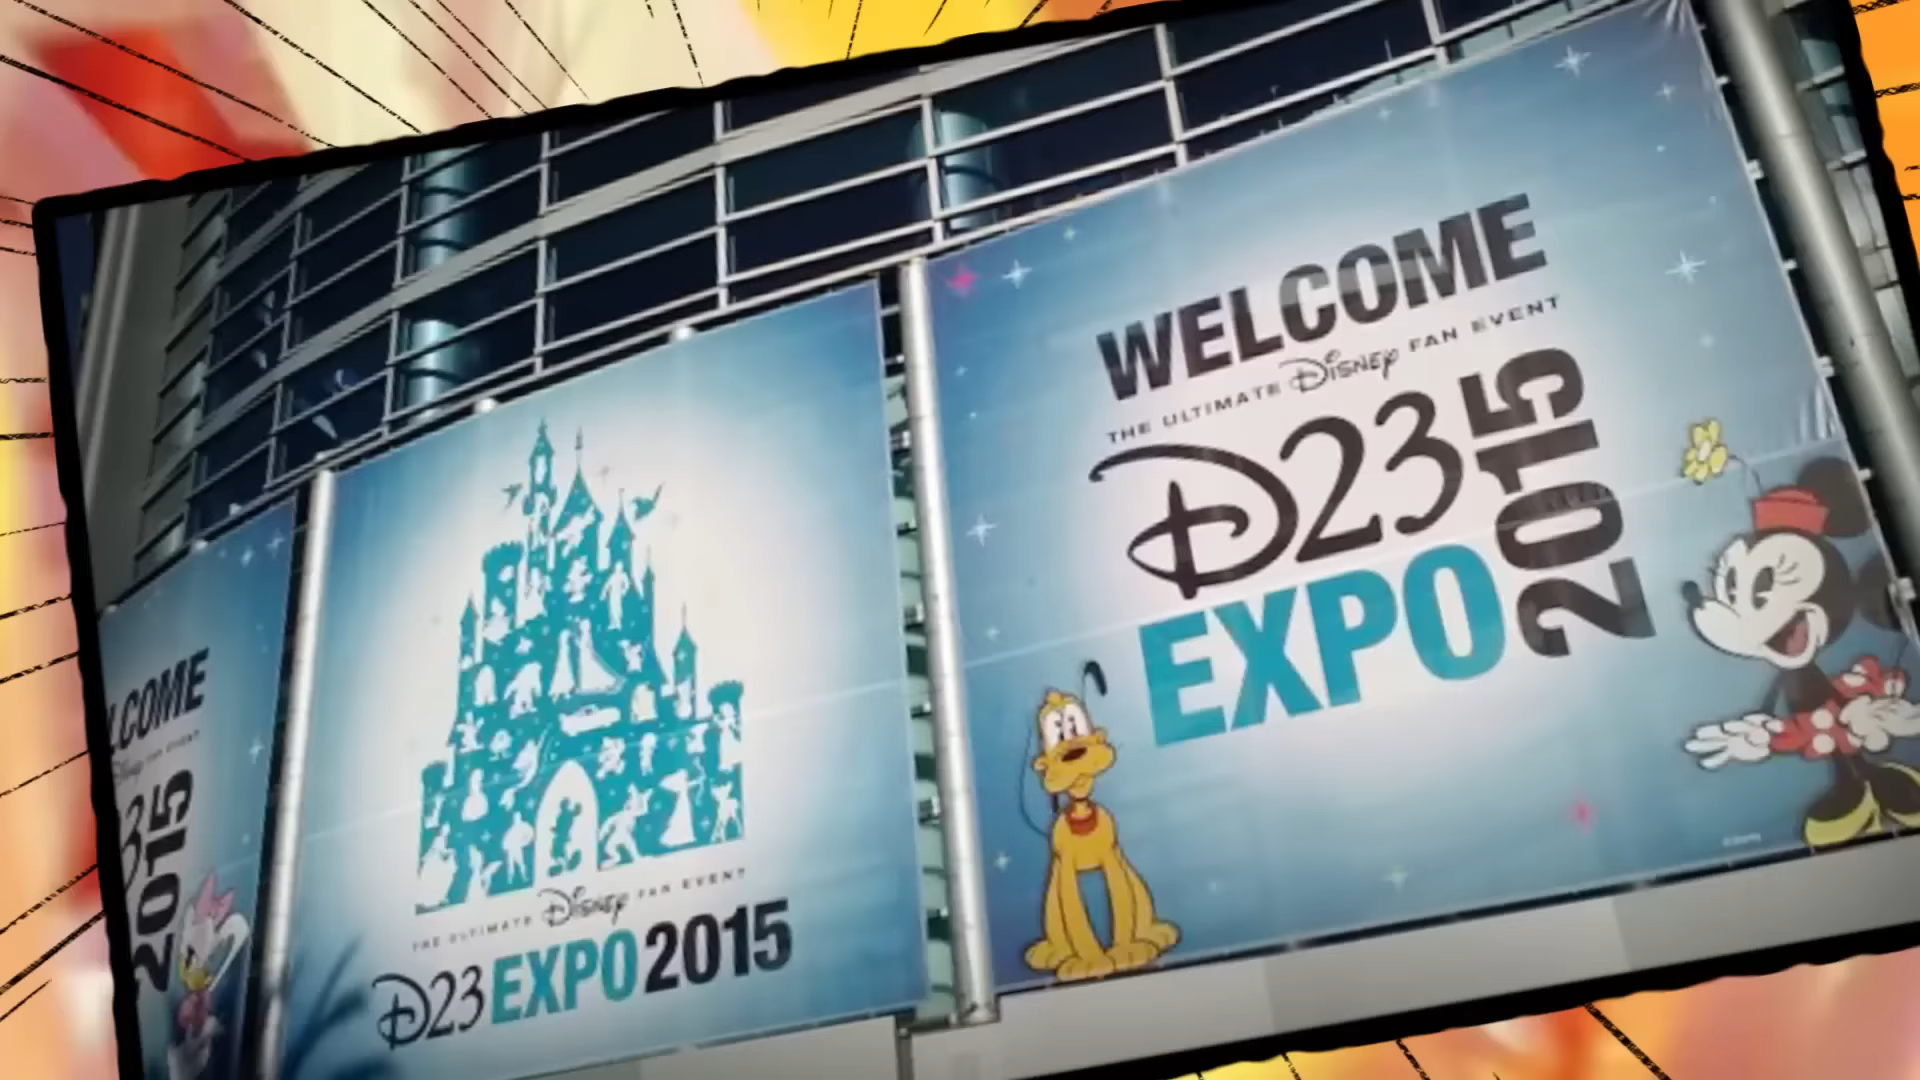 LCOME
2015
THE ULTIMATE Disney FAN EVENT
D23 EXPO 2015
WELCOME
THE ULTIMATE Disney FAN EVENT
D23
EXPO
2015